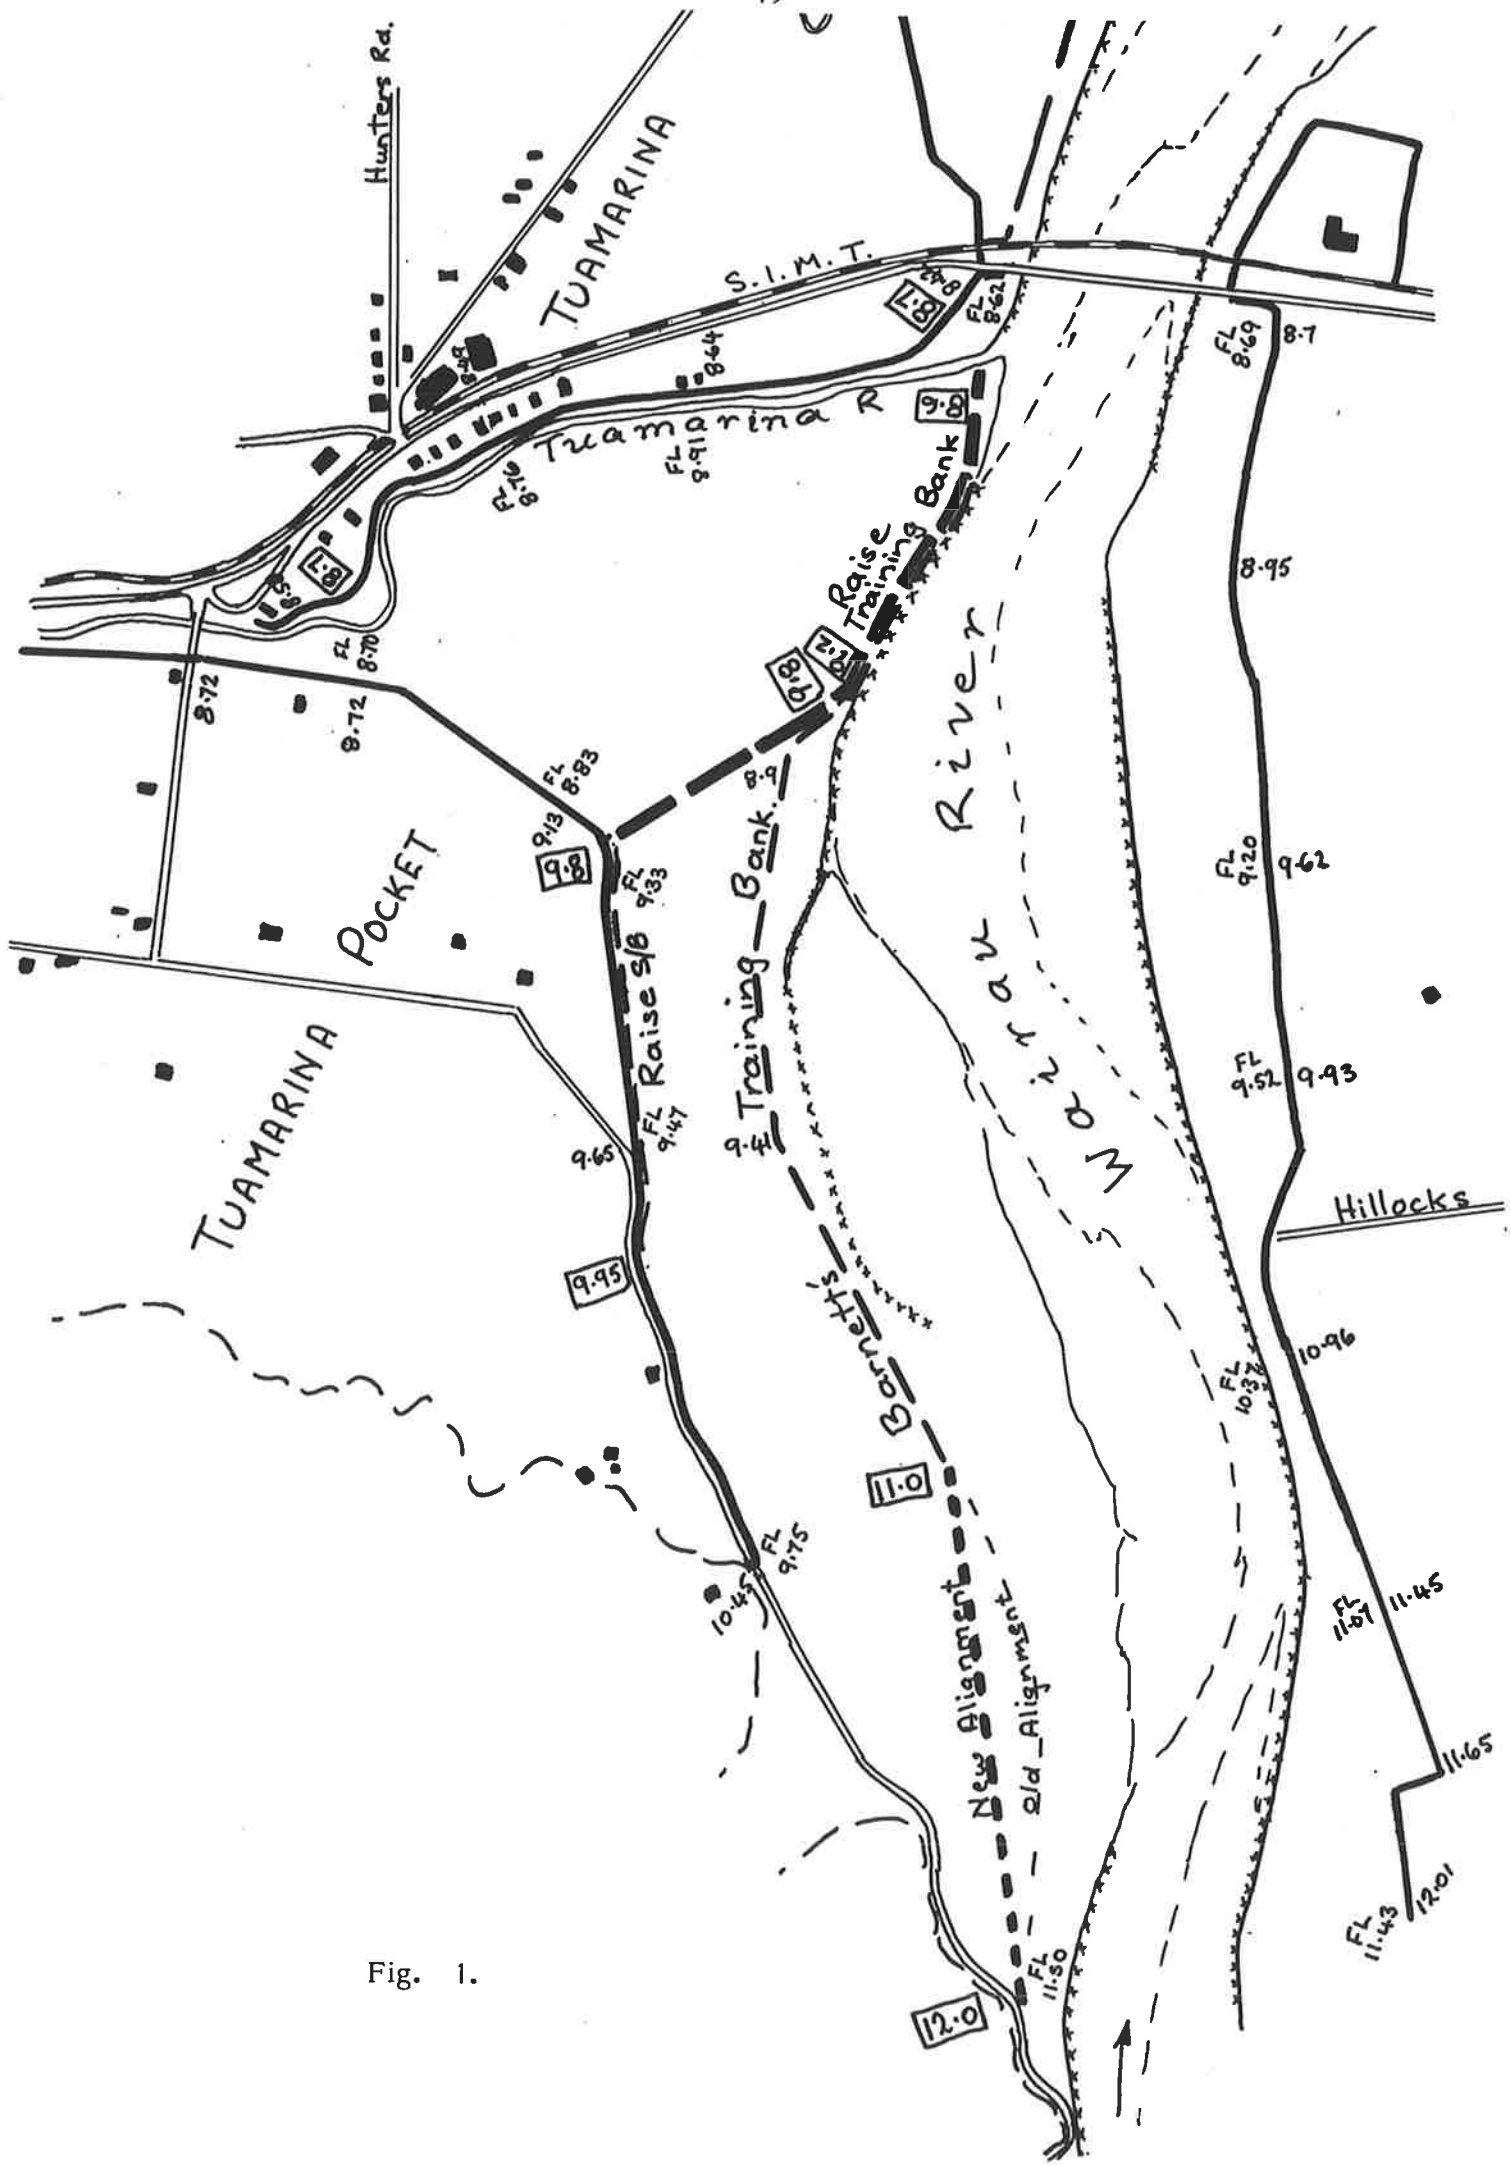 Hunters Rd.
TUAMARINA
S.I.M.T.
8.42
8.7
FL
8.62
FL
8.69
8.7
8.49
8.64
9.8
Tuamarina R
FL
8.91
FL
8.76
8.7
8.5
Raise
Training Bank
8.95
FL
8.70
8.72
8.72
9.8
River
Wairau
8.9
FL
8.83
9.13
9.8
FL
9.33
FL
9.20
9.62
POCKET
TUAMARINA
Raise S/B
Barnett's Training Bank.
FL
9.47
9.65
9.41
FL
9.52
9.93
Hillocks
9.95
10.96
FL
10.37
11.0
FL
9.75
10.45
New Alignment
Old Alignment
FL
11.07
11.45
11.65
12.01
FL
11.43
FL
11.50
12.0
Fig. 1.